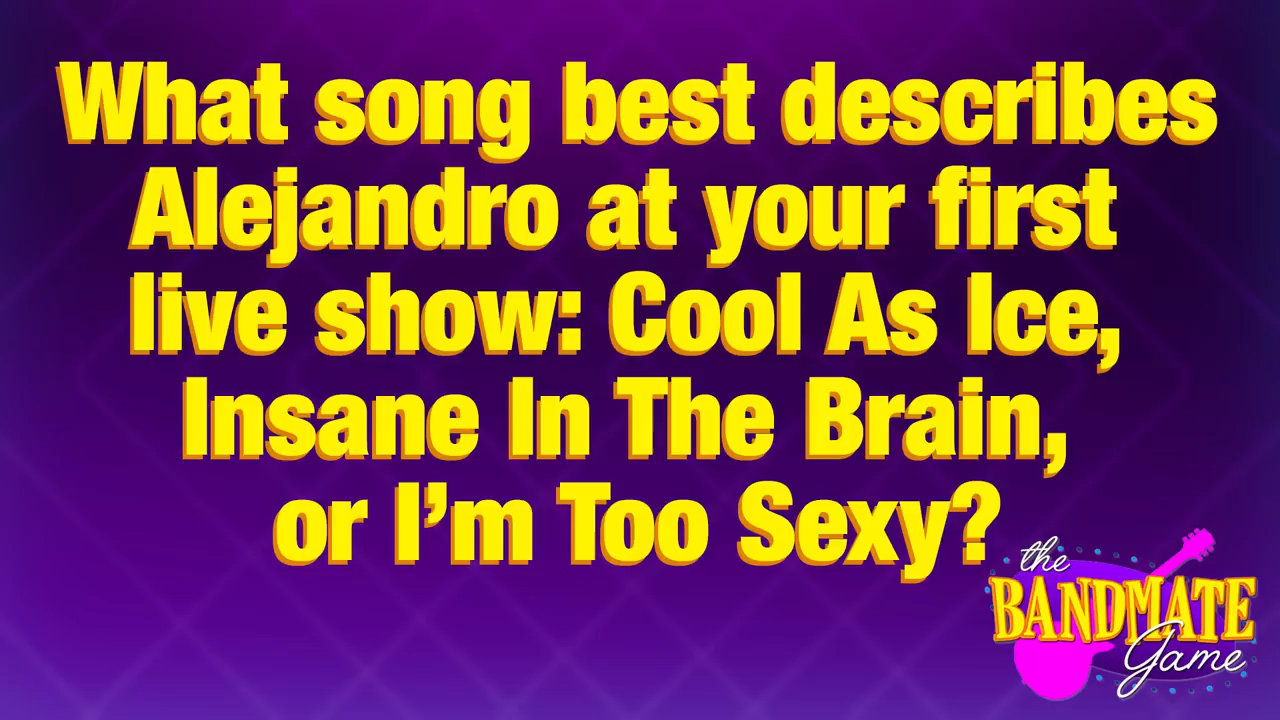 What song best describes
Alejandro at your first
live show: Cool As Ice,
Insane In The Brain,
or I’m Too Sexy?
the
BANDMATE
Game